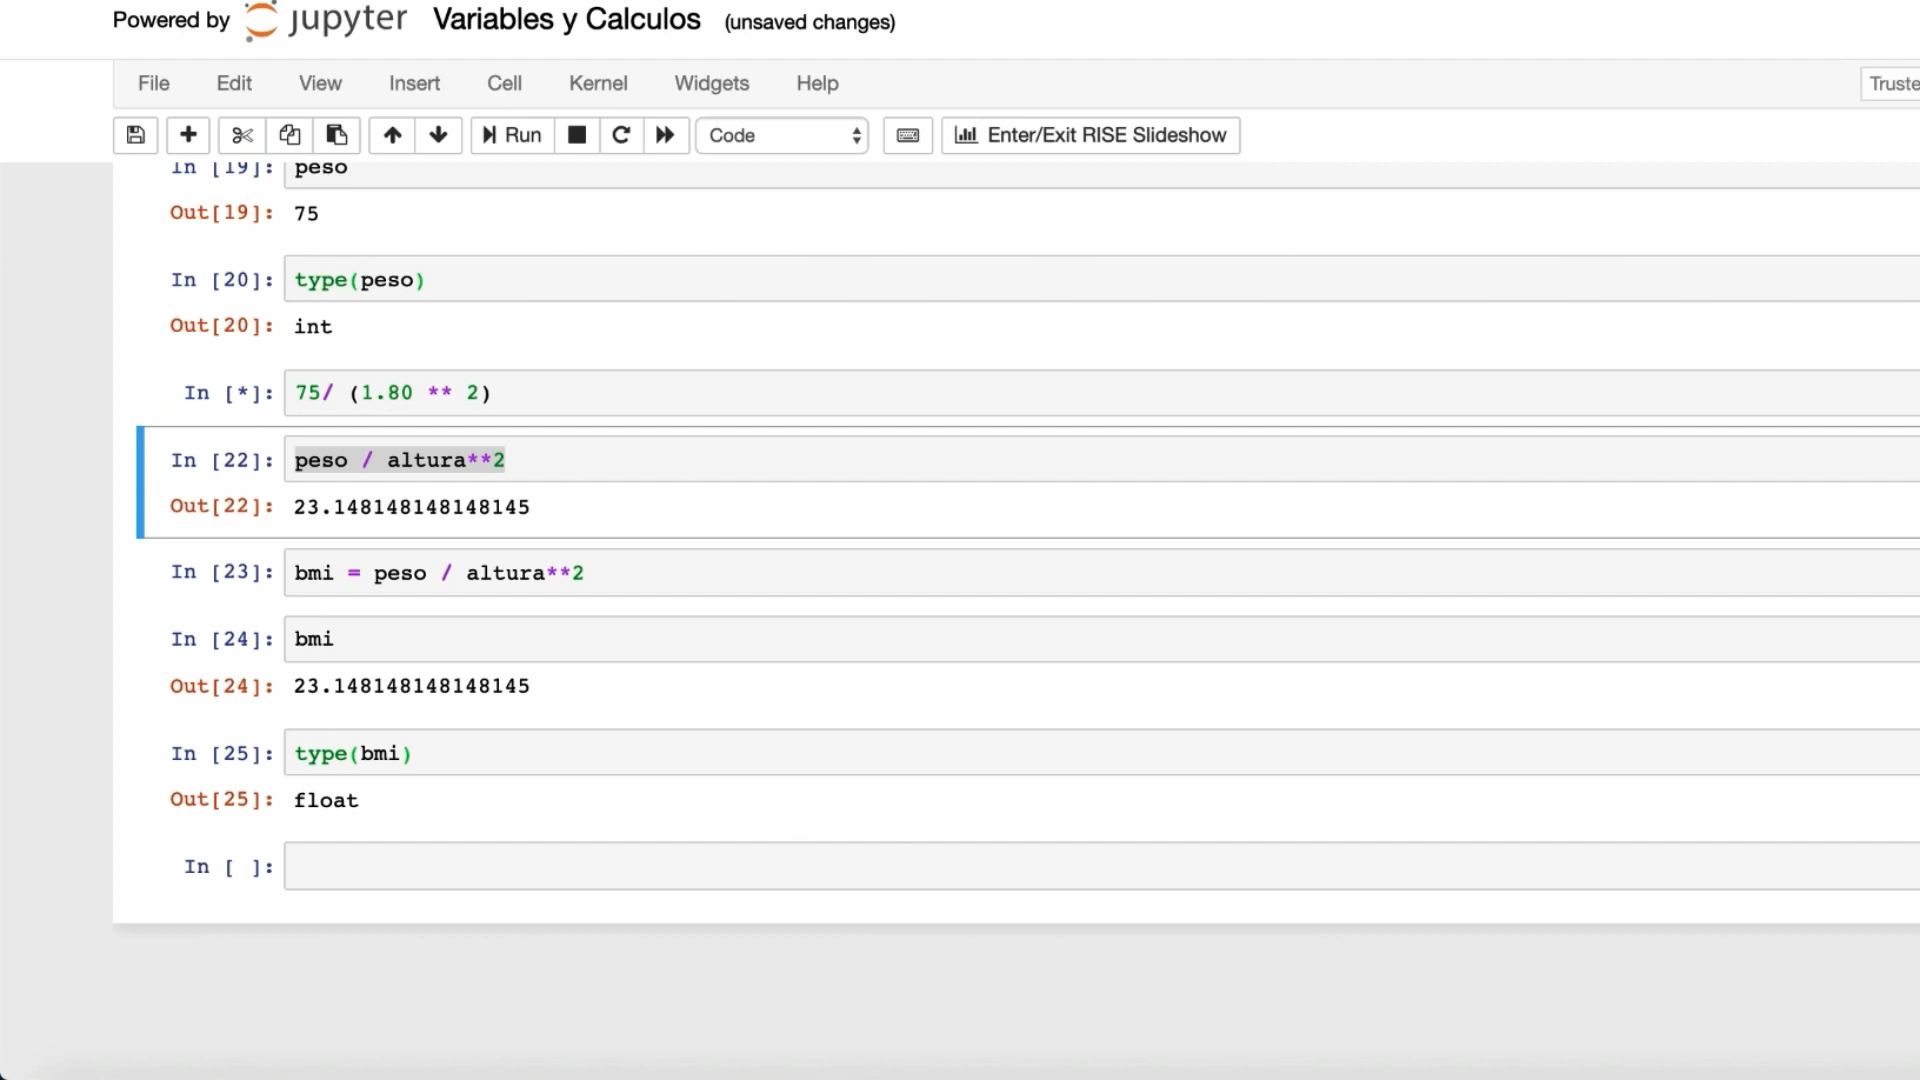 Powered by jupyter Variables y Calculos (unsaved changes)
File Edit View Insert Cell Kernel Widgets Help Truste
Run Code Enter/Exit RISE Slideshow
In [19]: peso
Out[19]: 75
In [20]: type(peso)
Out[20]: int
In [*]: 75/ (1.80 ** 2)
In [22]: peso / altura**2
Out[22]: 23.148148148148145
In [23]: bmi = peso / altura**2
In [24]: bmi
Out[24]: 23.148148148148145
In [25]: type(bmi)
Out[25]: float
In [ ]: